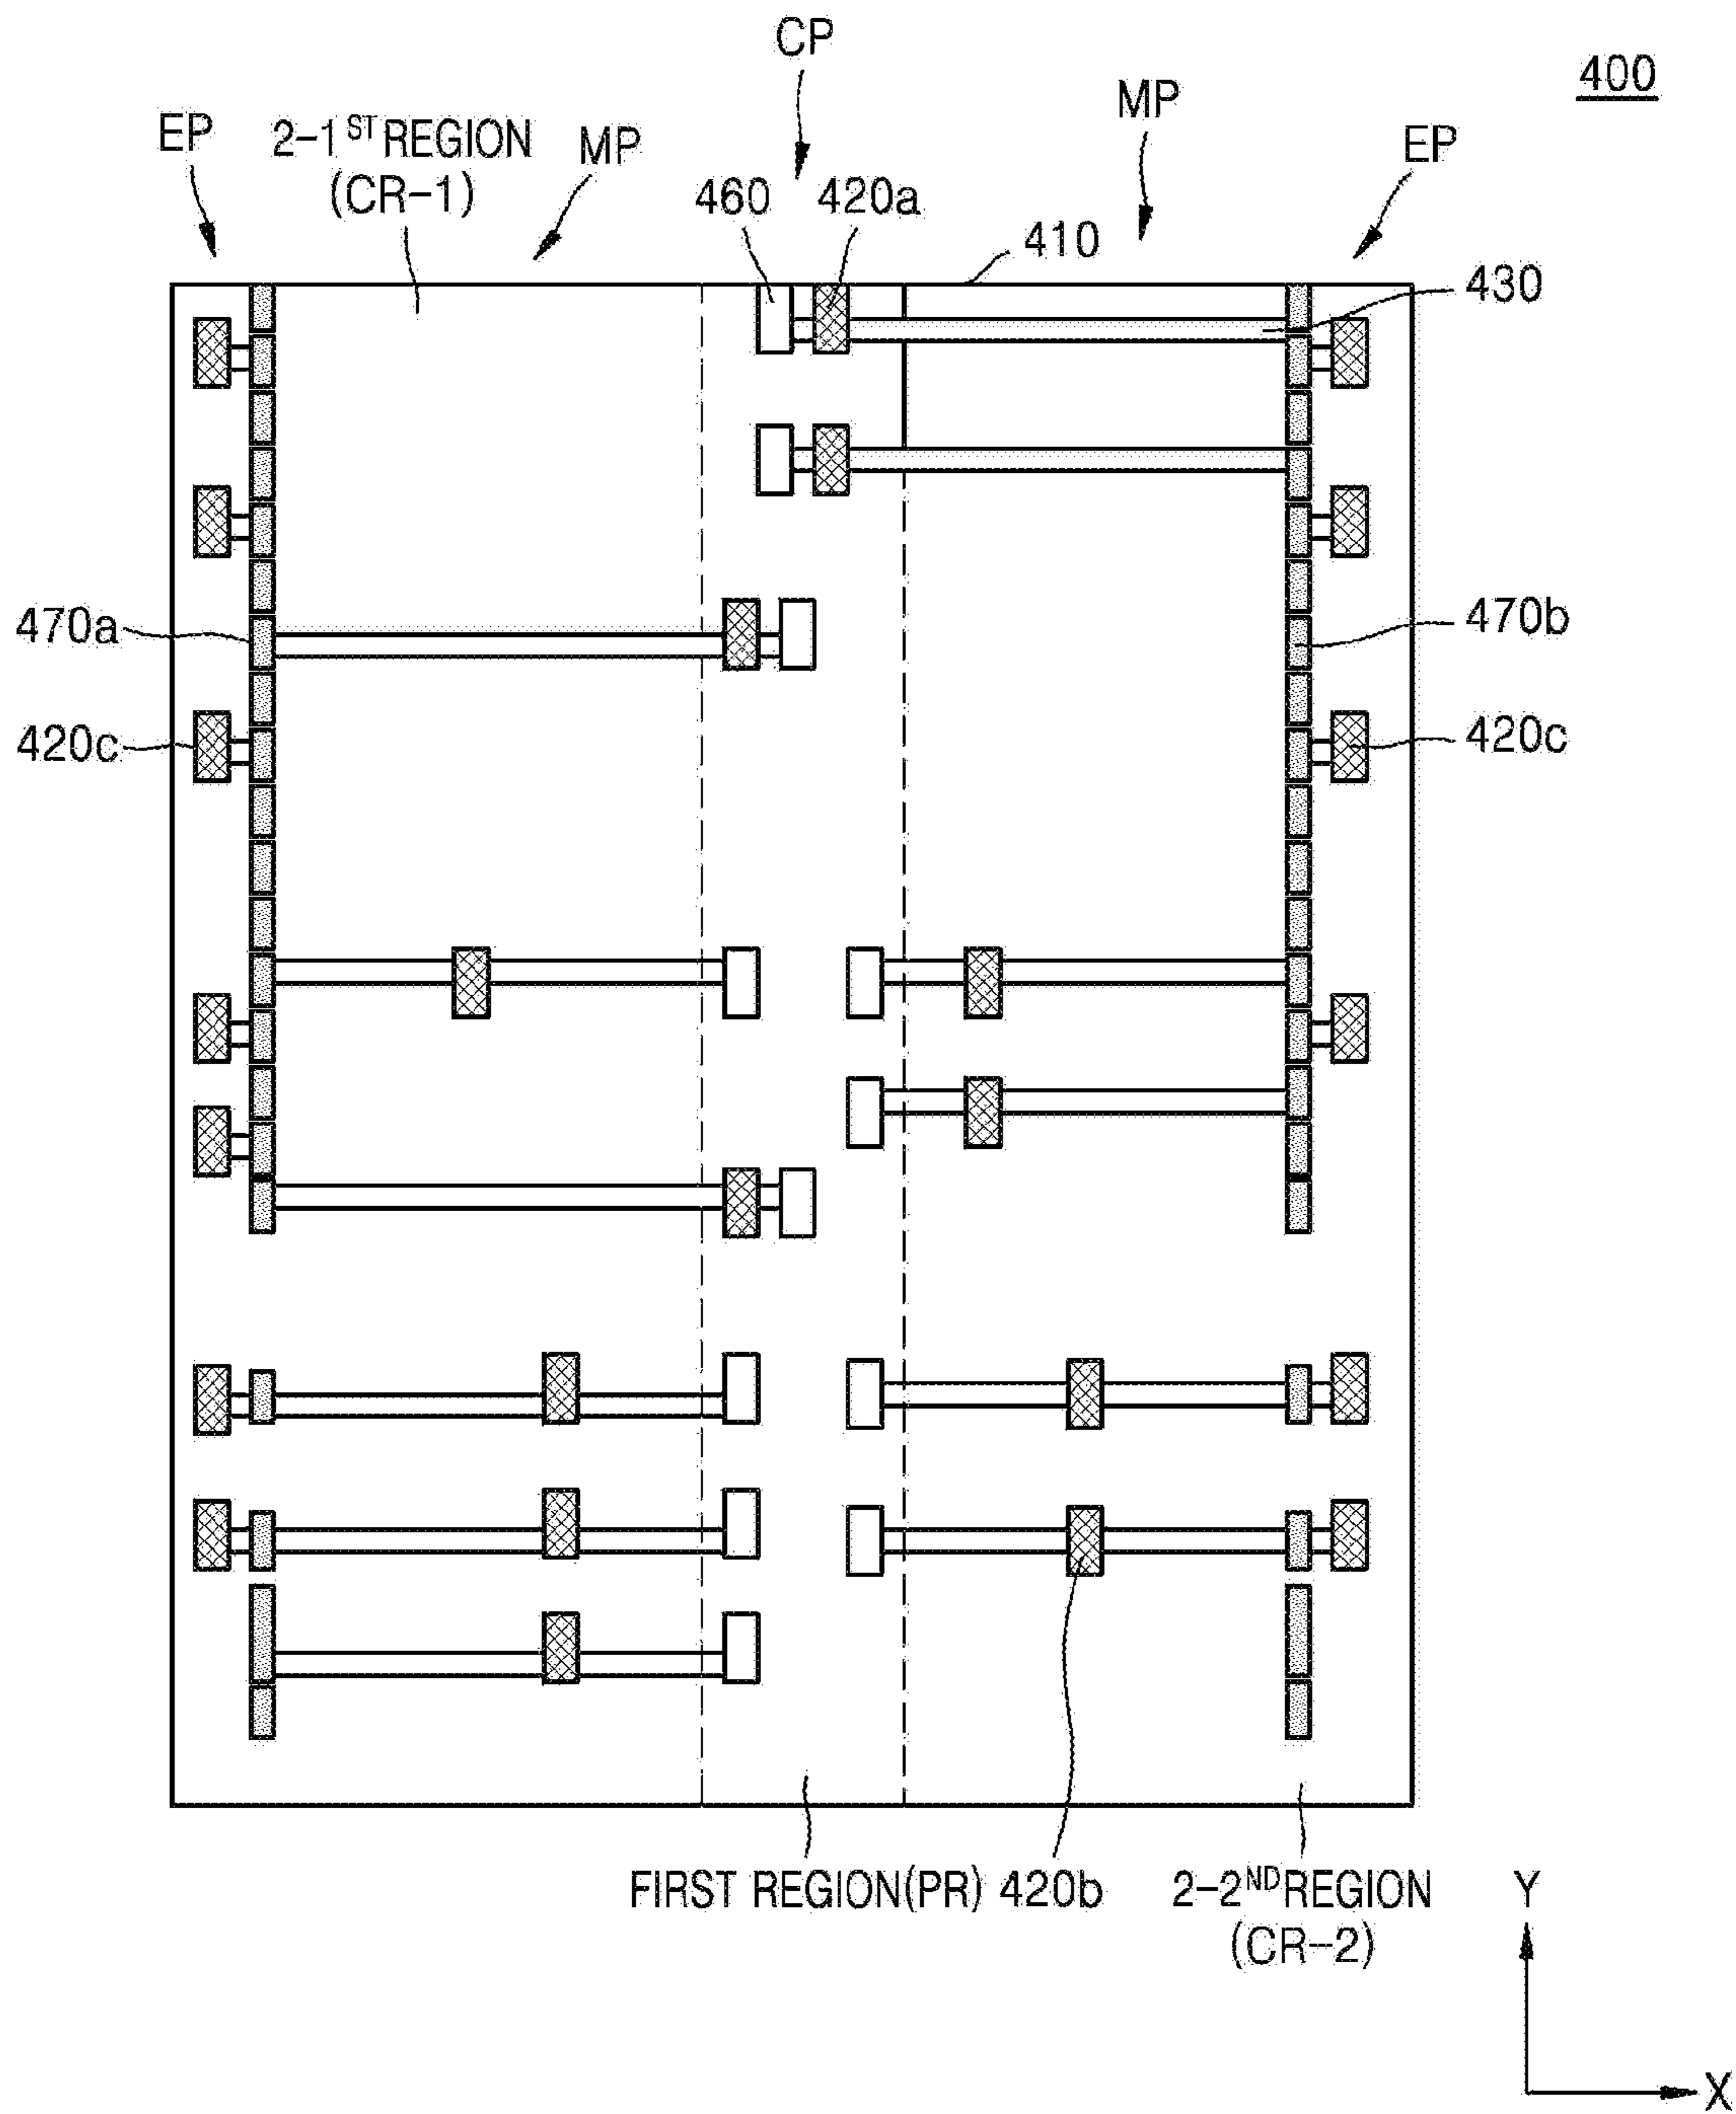 CP
400
MP
EP
2-1ST REGION
(CR-1)
MP
EP
460
420a
410
430
470a
470b
420c
420c
FIRST REGION(PR)
420b
2-2ND REGION
(CR-2)
Y
X